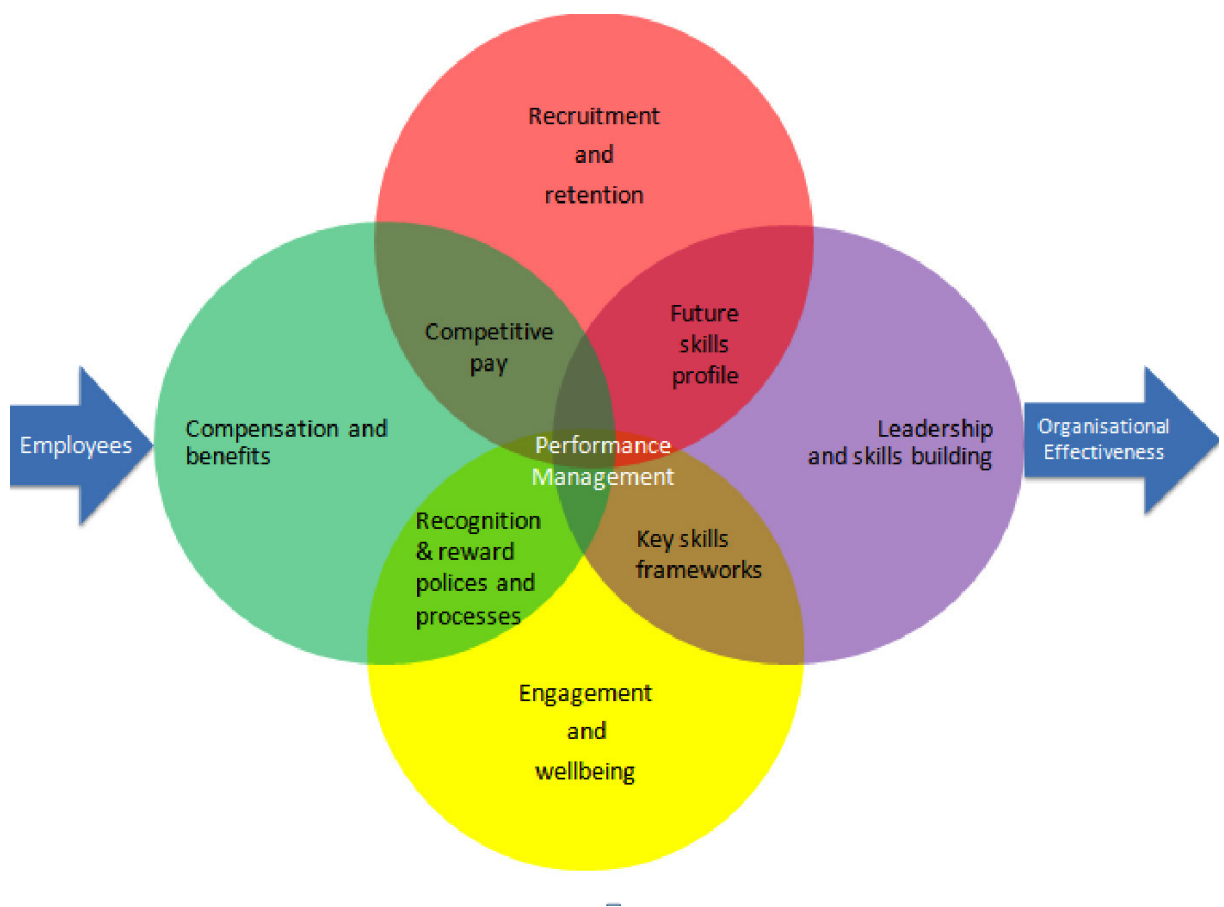 Recruitment
and
retention
Competitive
pay
Future
skills
profile
Employees
Compensation and
benefits
Performance
Management
Leadership
and skills building
Organisational
Effectiveness
Recognition
& reward
polices and
processes
Key skills
frameworks
Engagement
and
wellbeing